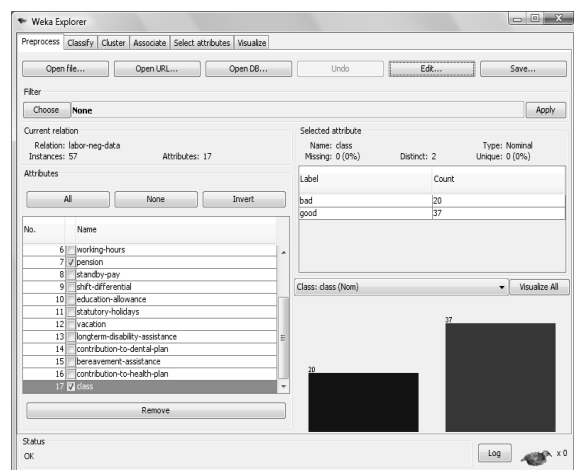 Weka Explorer
Preprocess Classify Cluster Associate Select attributes Visualize
Open file... Open URL... Open DB... Undo Edit... Save...
Filter
Choose None Apply
Current relation
Relation: labor-neg-data
Instances: 57 Attributes: 17
Selected attribute
Name: class Type: Nominal
Missing: 0 (0%) Distinct: 2 Unique: 0 (0%)
Attributes
All None Invert
No. Name
6 working-hours
7 pension
8 standby-pay
9 shift-differential
10 education-allowance
11 statutory-holidays
12 vacation
13 longterm-disability-assistance
14 contribution-to-dental-plan
15 bereavement-assistance
16 contribution-to-health-plan
17 class
Remove
Label Count
bad 20
good 37
Class: class (Nom) Visualize All
37
20
Status
OK
Log x 0